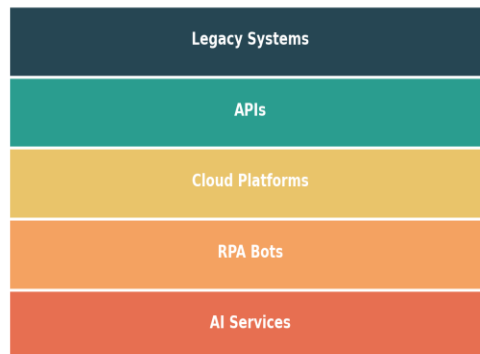 Legacy Systems
APIs
Cloud Platforms
RPA Bots
AI Services